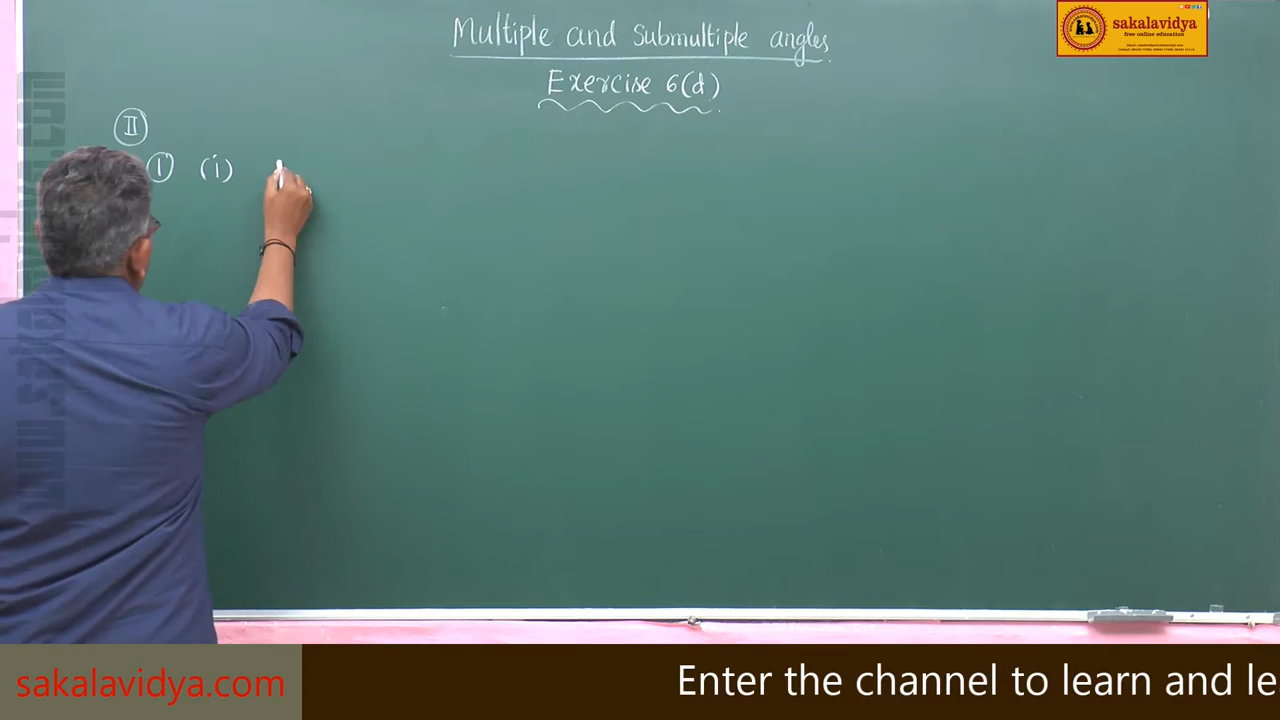 Multiple and Submultiple angles
Exercise 6(d)
II
1 (i)
sakalavidya
free online education
sakalavidya.com
Enter the channel to learn and le